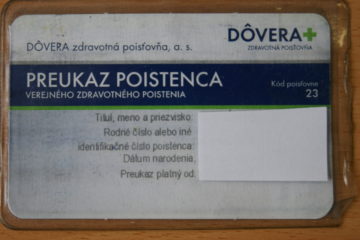 DÔVERA zdravotná poisťovňa, a. s.
DÔVERA+
ZDRAVOTNÁ POISŤOVŇA
PREUKAZ POISTENCA
VEREJNÉHO ZDRAVOTNÉHO POISTENIA
Kód poisťovne
23
Titul, meno a priezvisko:
Rodné číslo alebo iné
identifikačné číslo poistenca:
Dátum narodenia:
Preukaz platný od: